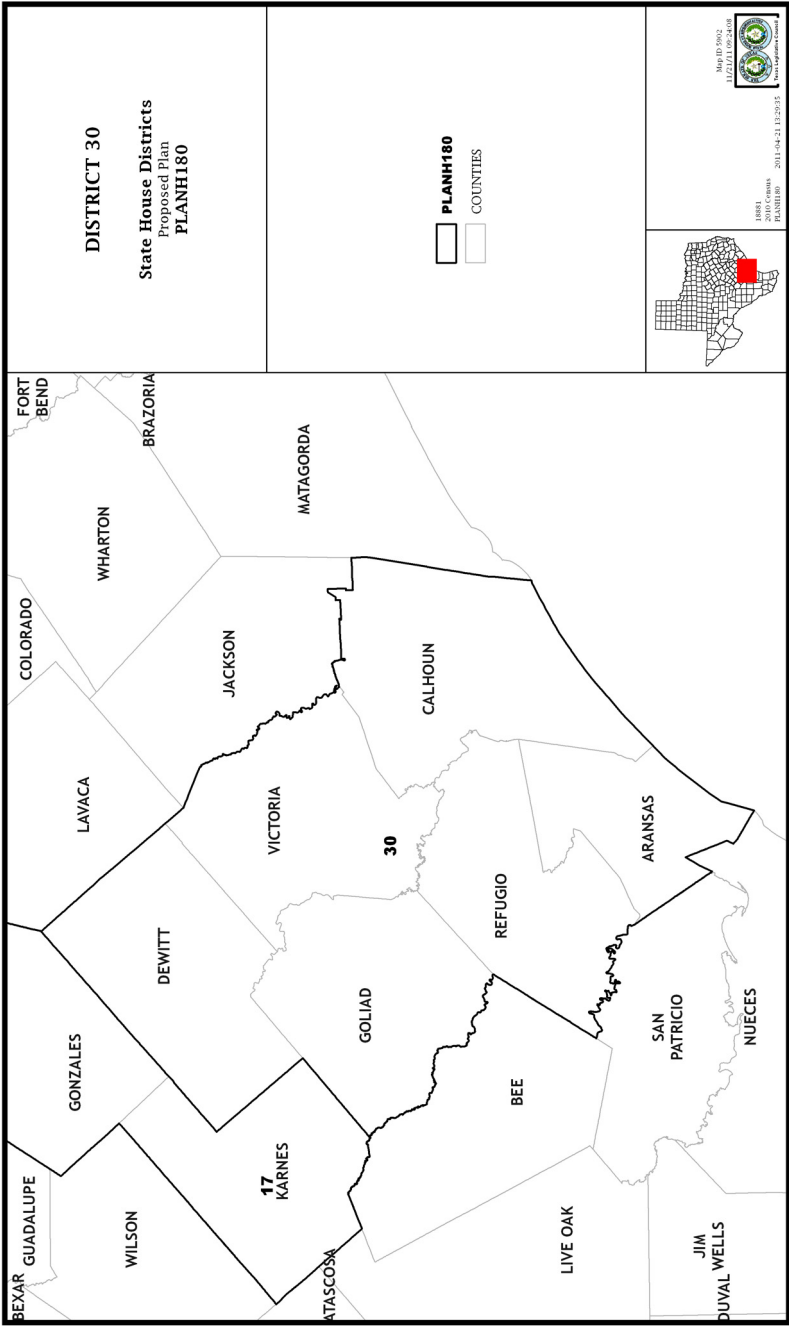 DISTRICT 30
State House Districts
Proposed Plan
PLANH180
PLANH180
COUNTIES
Map ID 5902
11/21/11 09:24:08
Texas Legislative Council
18881
2010 Census
PLANH180
2011-04-21 13:29:35
BEXAR
GUADALUPE
GONZALES
LAVACA
COLORADO
FORT
BEND
WILSON
WHARTON
BRAZORIA
DEWITT
JACKSON
VICTORIA
MATAGORDA
17
KARNES
ATASCOSA
GOLIAD
30
CALHOUN
REFUGIO
BEE
LIVE OAK
ARANSAS
SAN
PATRICIO
JIM
WELLS
DUVAL
NUECES